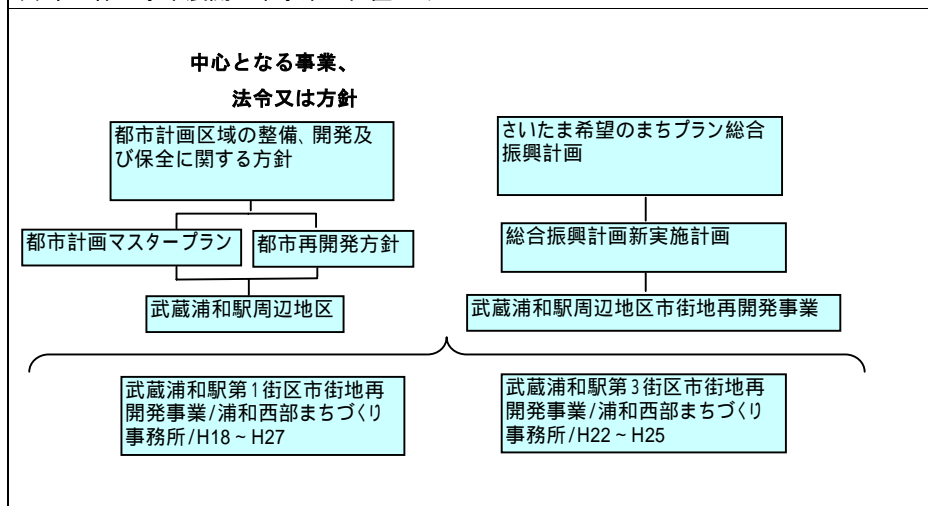 中心となる事業、
法令又は方針
都市計画区域の整備、開発及
び保全に関する方針
さいたま希望のまちプラン総合
振興計画
都市計画マスタープラン
都市再開発方針
総合振興計画新実施計画
武蔵浦和駅周辺地区
武蔵浦和駅周辺地区市街地再開発事業
武蔵浦和駅第1街区市街地再
開発事業/浦和西部まちづくり
事務所/H18~H27
武蔵浦和駅第3街区市街地再
開発事業/浦和西部まちづくり
事務所/H22~H25